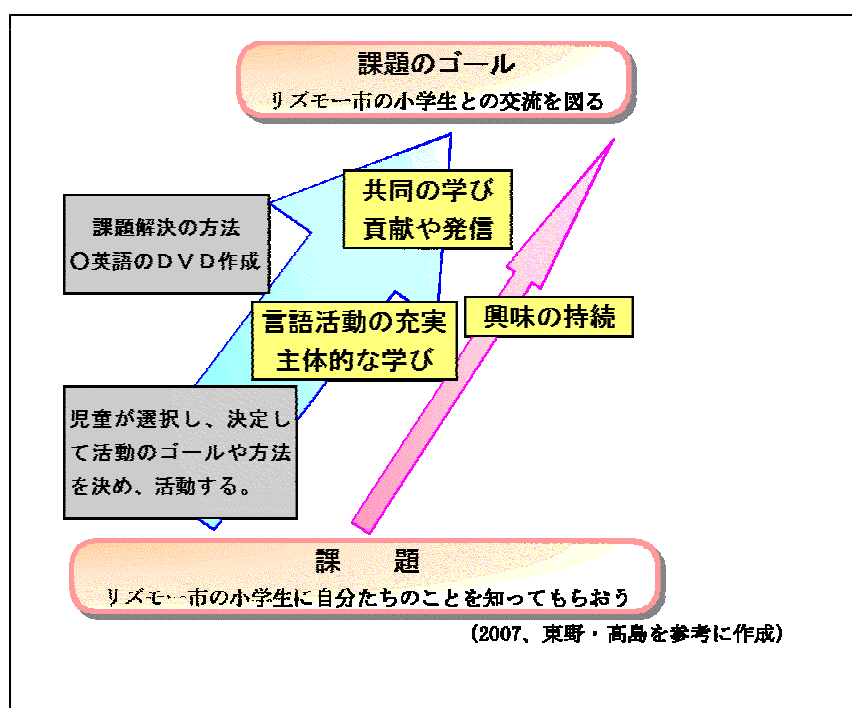 課題のゴール
リズモー市の小学生との交流を図る
共同の学び
貢献や発信
課題解決の方法
○英語のＤＶＤ作成
言語活動の充実
主体的な学び
興味の持続
児童が選択し、決定し
て活動のゴールや方法
を決め、活動する。
課　題
リズモー市の小学生に自分たちのことを知ってもらおう
（2007、東野・高島を参考に作成）